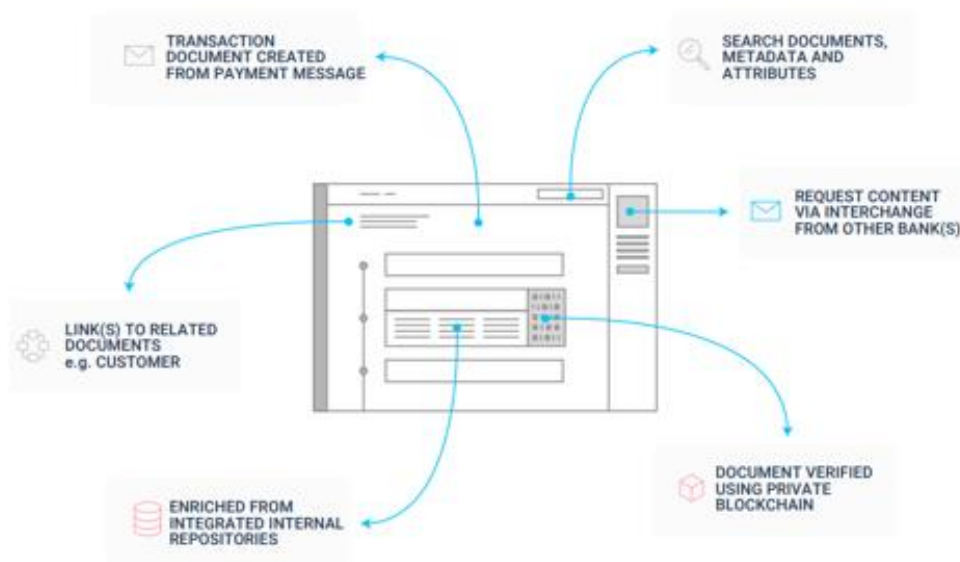 TRANSACTION
DOCUMENT CREATED
FROM PAYMENT MESSAGE
SEARCH DOCUMENTS,
METADATA AND
ATTRIBUTES
REQUEST CONTENT
VIA INTERCHANGE
FROM OTHER BANK(S)
LINK(S) TO RELATED
DOCUMENTS
e.g. CUSTOMER
DOCUMENT VERIFIED
USING PRIVATE
BLOCKCHAIN
ENRICHED FROM
INTEGRATED INTERNAL
REPOSITORIES